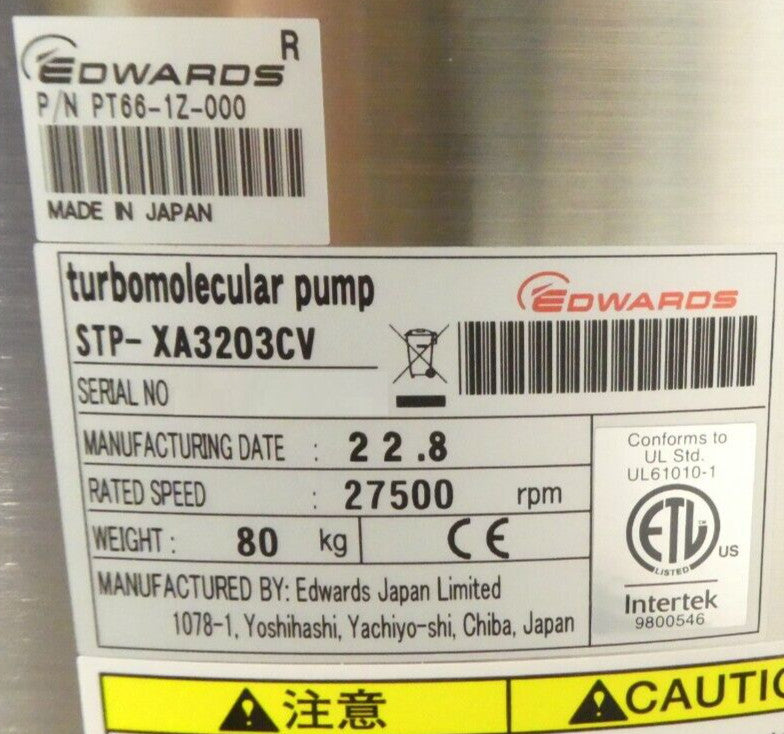 EDWARDS R
P/N PT66-1Z-000
MADE IN JAPAN
turbomolecular pump
EDWARDS
STP-XA3203CV
SERIAL NO
MANUFACTURING DATE : 22.8
RATED SPEED : 27500 rpm
WEIGHT : 80 kg CE
MANUFACTURED BY: Edwards Japan Limited
1078-1, Yoshihashi, Yachiyo-shi, Chiba, Japan
Conforms to
UL Std.
UL61010-1
ETL
LISTED
US
Intertek
9800546
注意
CAUTIO